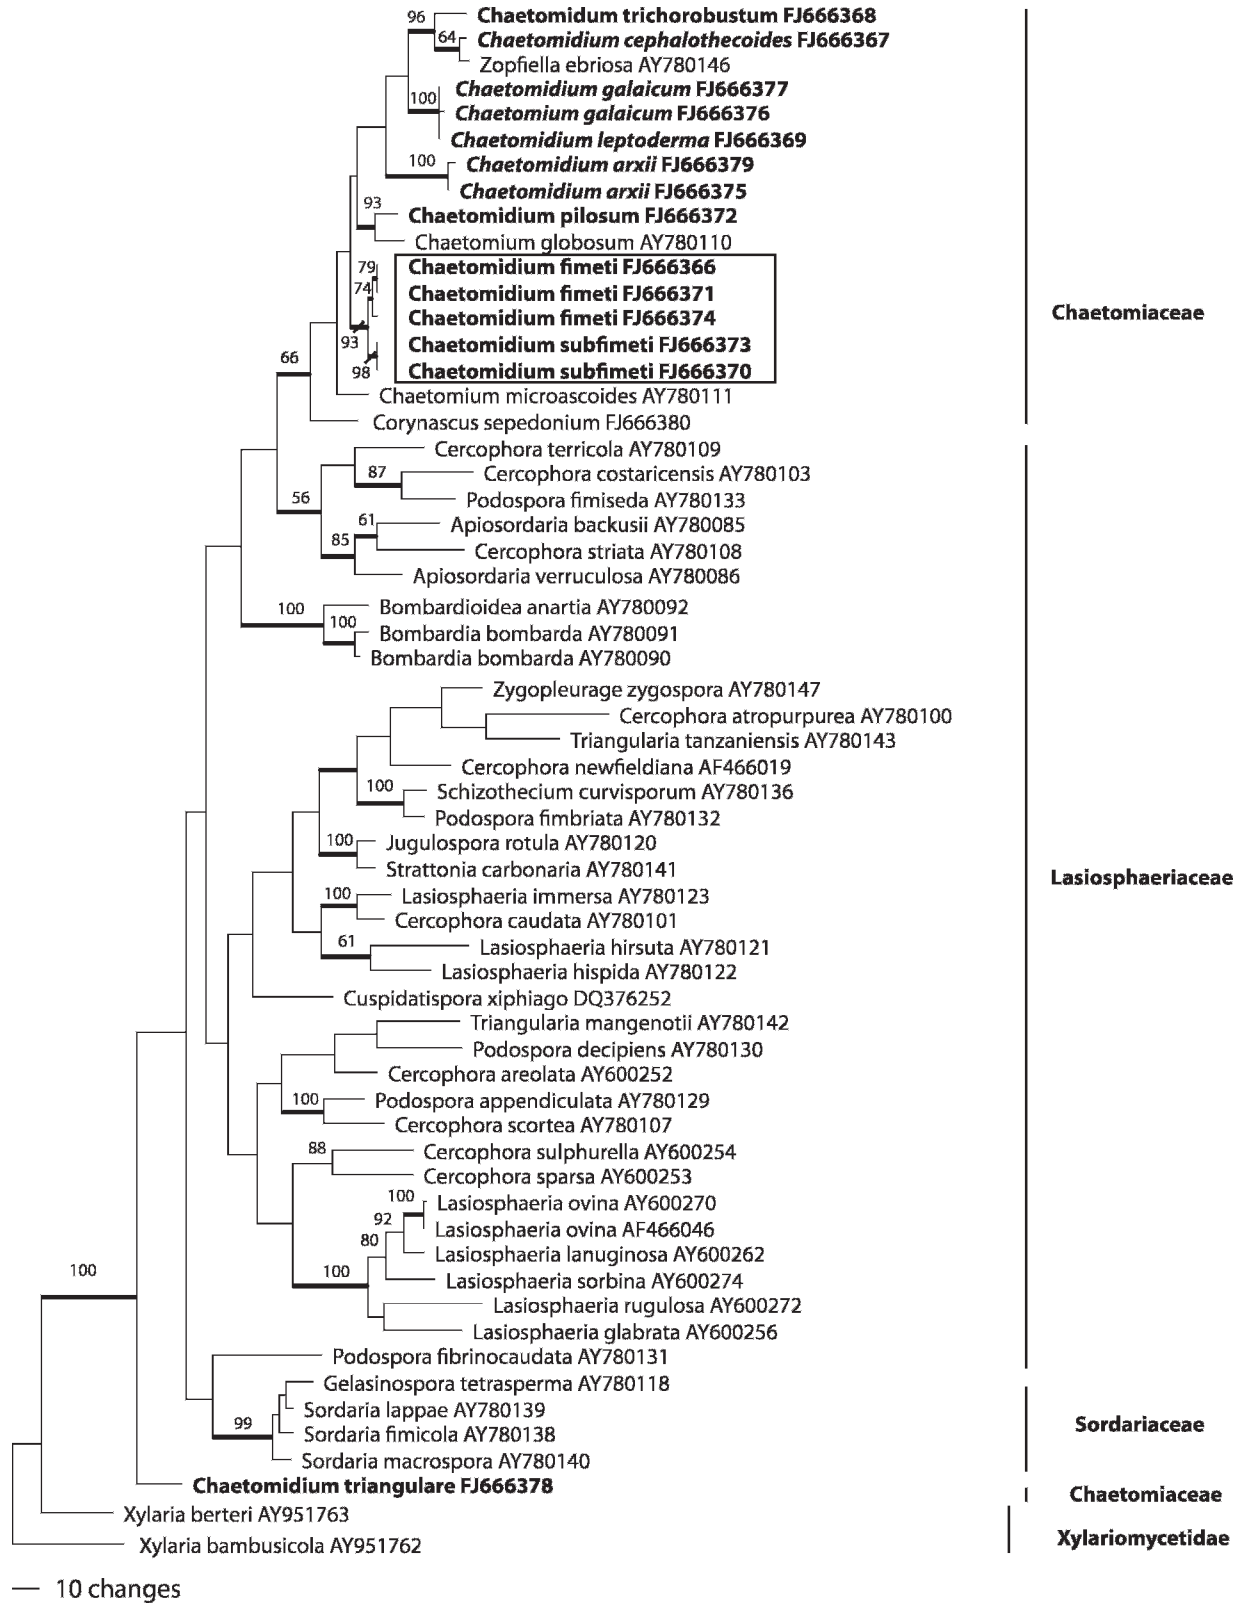 96
Chaetomidum trichorobustum FJ666368
64
Chaetomidium cephalothecoides FJ666367
Zopfiella ebriosa AY780146
Chaetomidium galaicum FJ666377
100
Chaetomium galaicum FJ666376
Chaetomidium leptoderma FJ666369
100
Chaetomidium arxii FJ666379
Chaetomidium arxii FJ666375
93
Chaetomidium pilosum FJ666372
Chaetomium globosum AY780110
79
Chaetomidium fimeti FJ666366
74
Chaetomidium fimeti FJ666371
Chaetomidium fimeti FJ666374
93
Chaetomidium subfimeti FJ666373
98
Chaetomidium subfimeti FJ666370
Chaetomiaceae
66
Chaetomium microascoides AY780111
Corynascus sepedonium FJ666380
Cercophora terricola AY780109
87
Cercophora costaricensis AY780103
56
Podospora fimiseda AY780133
61
Apiosordaria backusii AY780085
85
Cercophora striata AY780108
Apiosordaria verruculosa AY780086
100
Bombardioidea anartia AY780092
100
Bombardia bombarda AY780091
Bombardia bombarda AY780090
Zygopleurage zygospora AY780147
Cercophora atropurpurea AY780100
Triangularia tanzaniensis AY780143
Cercophora newfieldiana AF466019
100
Schizothecium curvisporum AY780136
Podospora fimbriata AY780132
100
Jugulospora rotula AY780120
Strattonia carbonaria AY780141
Lasiosphaeriaceae
100
Lasiosphaeria immersa AY780123
Cercophora caudata AY780101
61
Lasiosphaeria hirsuta AY780121
Lasiosphaeria hispida AY780122
Cuspidatispora xiphiago DQ376252
Triangularia mangenotii AY780142
Podospora decipiens AY780130
Cercophora areolata AY600252
100
Podospora appendiculata AY780129
Cercophora scortea AY780107
88
Cercophora sulphurella AY600254
Cercophora sparsa AY600253
100
Lasiosphaeria ovina AY600270
92
Lasiosphaeria ovina AF466046
80
Lasiosphaeria lanuginosa AY600262
100
Lasiosphaeria sorbina AY600274
100
Lasiosphaeria rugulosa AY600272
Lasiosphaeria glabrata AY600256
Podospora fibrinocaudata AY780131
Gelasinospora tetrasperma AY780118
Sordaria lappae AY780139
99
Sordaria fimicola AY780138
Sordaria macrospora AY780140
Sordariaceae
Chaetomidium triangulare FJ666378
Chaetomiaceae
Xylaria berteri AY951763
Xylaria bambusicola AY951762
Xylariomycetidae
10 changes